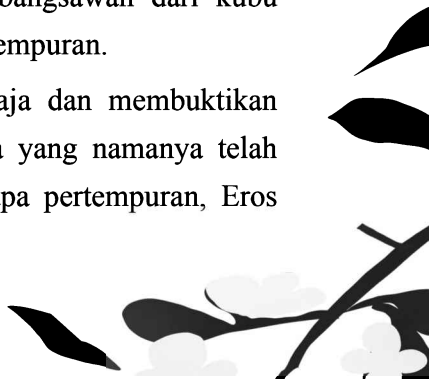 bangsawan dari kubu
empuran.
aja dan membuktikan
yang namanya telah
pa pertempuran, Eros